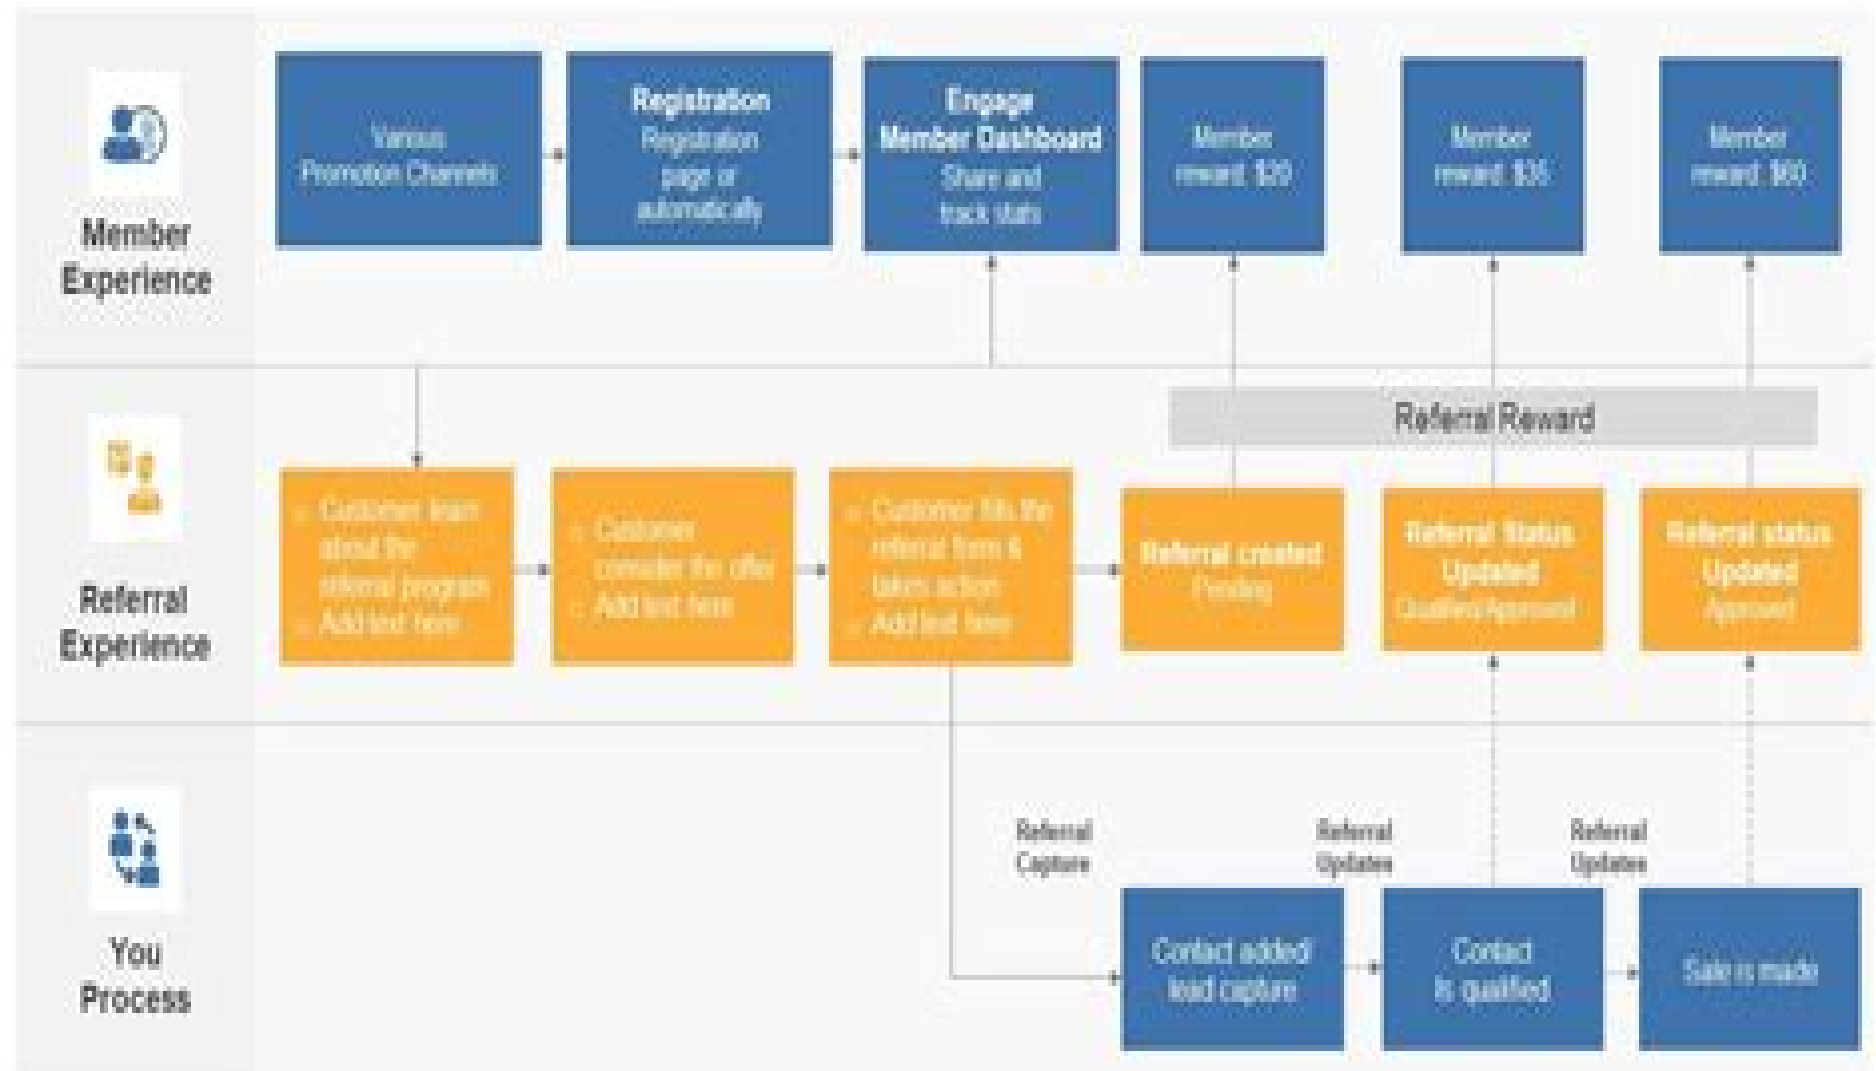 Member
Experience
Various
Promotion Channels
Registration
Registration
page or
automatically
Engage
Member Dashboard
Share and
track stats
Member
reward $20
Member
reward $35
Member
reward $60
Referral Reward
Referral
Experience
Customer learn
about the
referral program
Add text here
Customer
consider the offer
Add text here
Customer fills the
referral form &
takes action
Add text here
Referral created
Pending
Referral Status
Updated
Qualified/Approved
Referral status
Updated
Approved
You
Process
Referral
Capture
Contact added
lead capture
Referral
Updates
Contact
is qualified
Referral
Updates
Sale is made